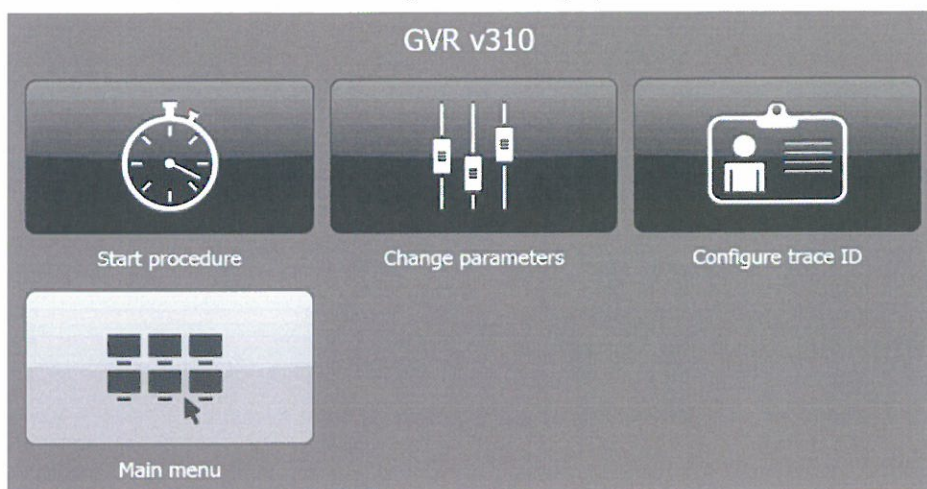 GVR v310
Start procedure
Change parameters
Configure trace ID
Main menu